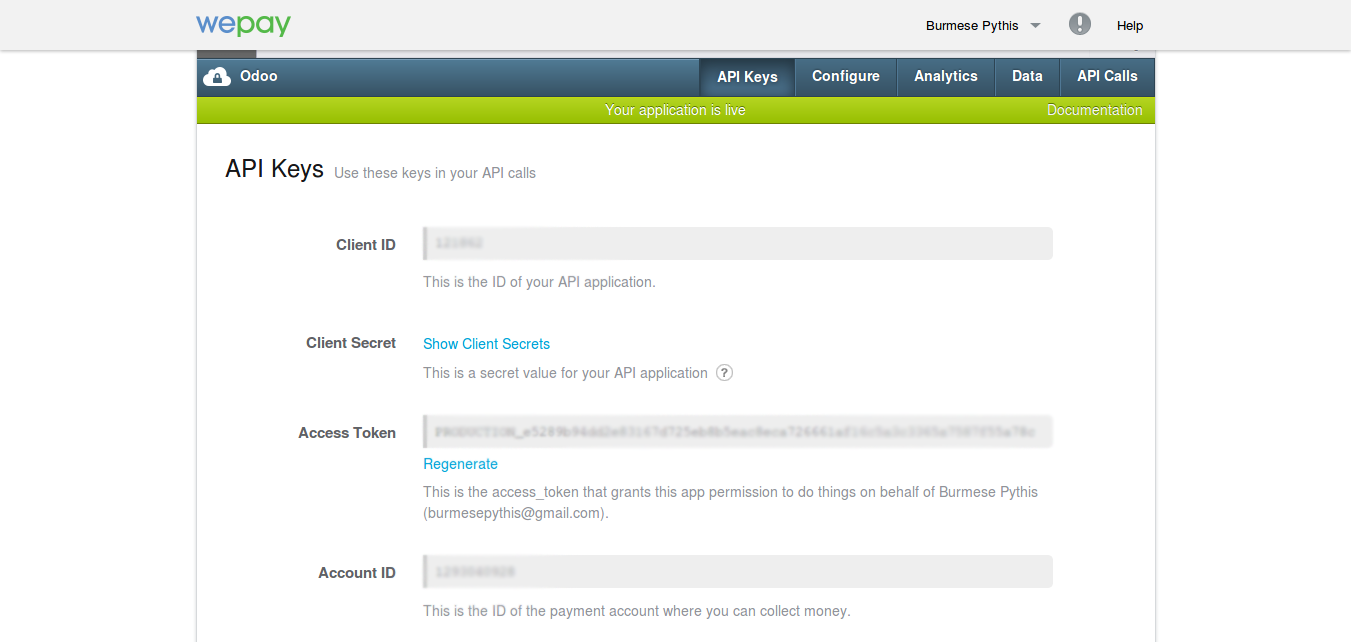 wepay
Burmese Pythis
Help
Odoo
API Keys
Configure
Analytics
Data
API Calls
Your application is live
Documentation
API Keys Use these keys in your API calls
Client ID
This is the ID of your API application.
Client Secret
Show Client Secrets
This is a secret value for your API application ?
Access Token
Regenerate
This is the access_token that grants this app permission to do things on behalf of Burmese Pythis
(burmesepythis@gmail.com).
Account ID
This is the ID of the payment account where you can collect money.